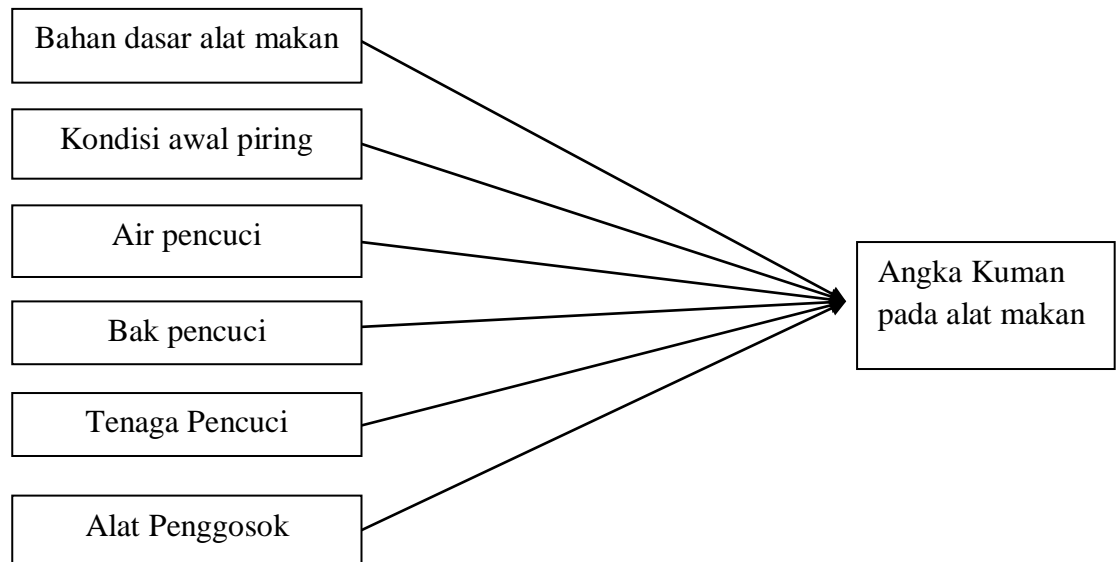 Bahan dasar alat makan
Kondisi awal piring
Air pencuci
Bak pencuci
Tenaga Pencuci
Alat Penggosok
Angka Kuman
pada alat makan